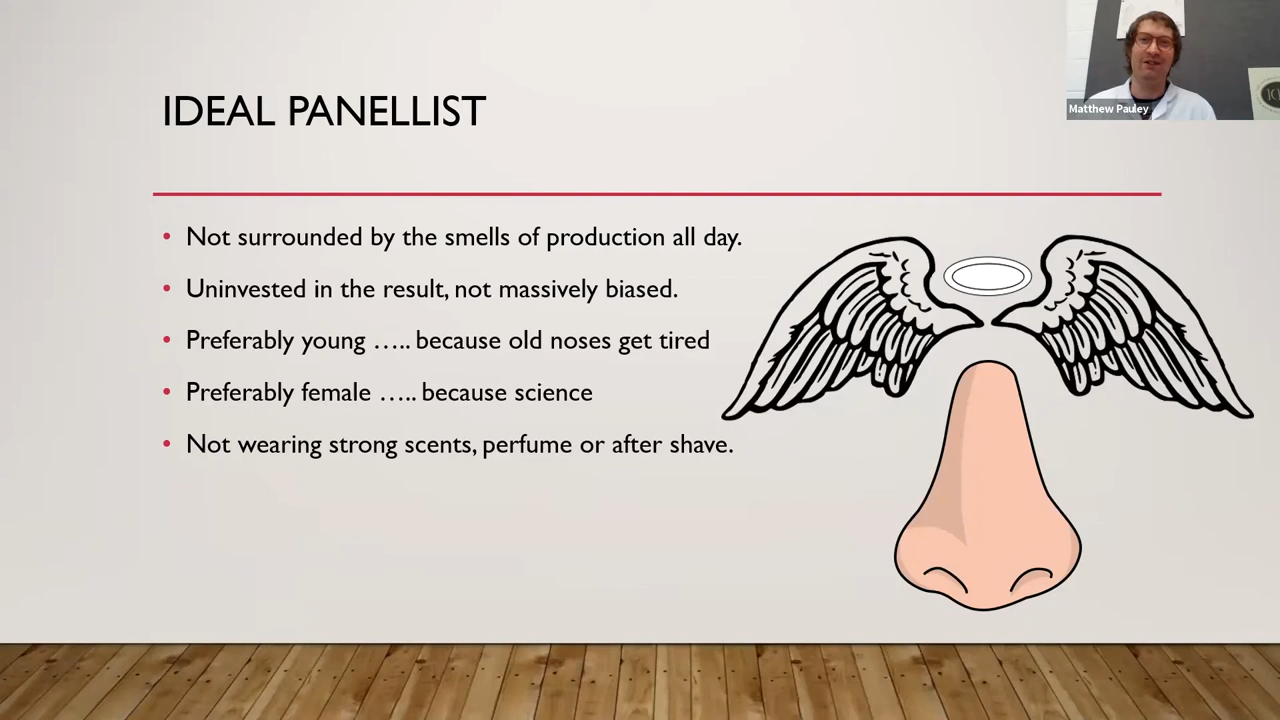 Matthew Pauley
IDEAL PANELLIST
• Not surrounded by the smells of production all day.
• Uninvested in the result, not massively biased.
• Preferably young ….. because old noses get tired
• Preferably female ….. because science
• Not wearing strong scents, perfume or after shave.